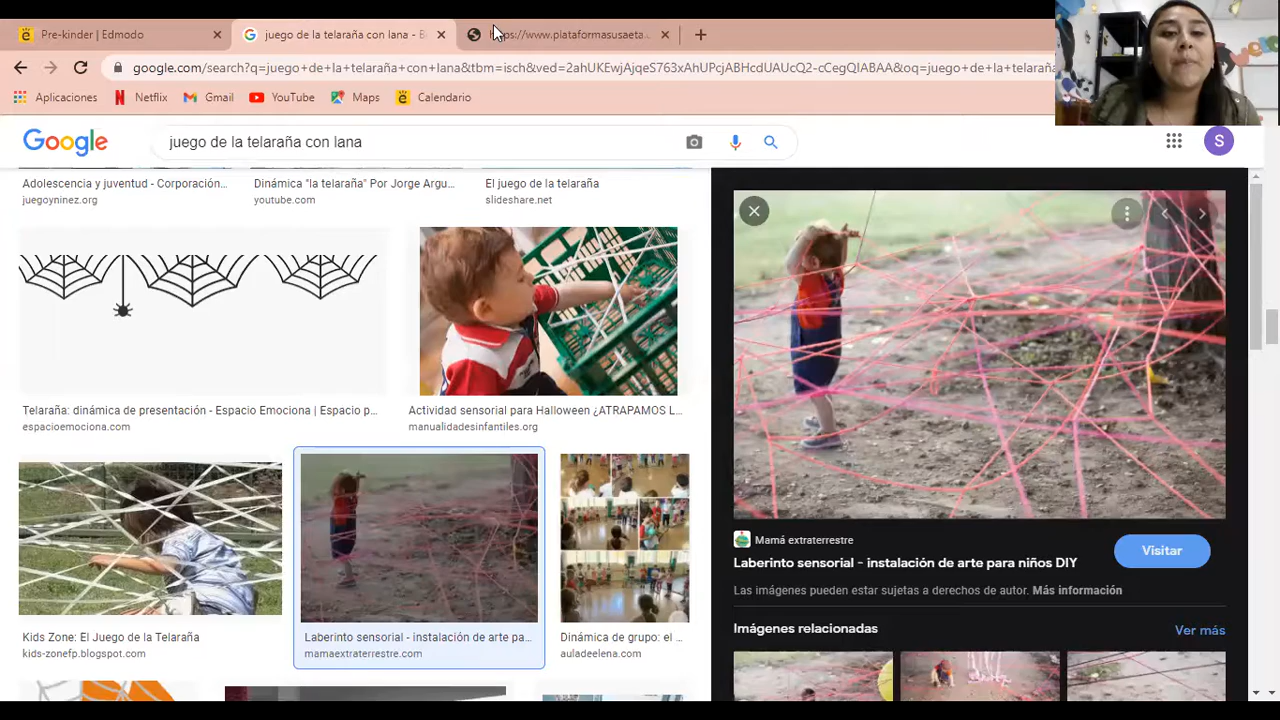 Pre-kinder | Edmodo
juego de la telaraña con lana - B
https://www.plataformasusaeta...
google.com/search?q=juego+de+la+telaraña+con+lana&tbm=isch&ved=2ahUKEwjAjqeS763xAhUPcjABHcdUAUcQ2-cCegQIABAA&oq=juego+de+la+telaraña
Aplicaciones
Netflix
Gmail
YouTube
Maps
Calendario
Google
juego de la telaraña con lana
S
Adolescencia y juventud - Corporación...
juegoyninez.org
Dinámica "la telaraña" Por Jorge Argu...
youtube.com
El juego de la telaraña
slideshare.net
Telaraña: dinámica de presentación - Espacio Emociona | Espacio p...
espacioemociona.com
Actividad sensorial para Halloween ¿ATRAPAMOS L...
manualidadesinfantiles.org
Kids Zone: El Juego de la Telaraña
kids-zonefp.blogspot.com
Laberinto sensorial - instalación de arte pa...
mamaextraterrestre.com
Dinámica de grupo: el ...
auladeelena.com
Mamá extraterrestre
Laberinto sensorial - instalación de arte para niños DIY
Visitar
Las imágenes pueden estar sujetas a derechos de autor. Más información
Imágenes relacionadas
Ver más